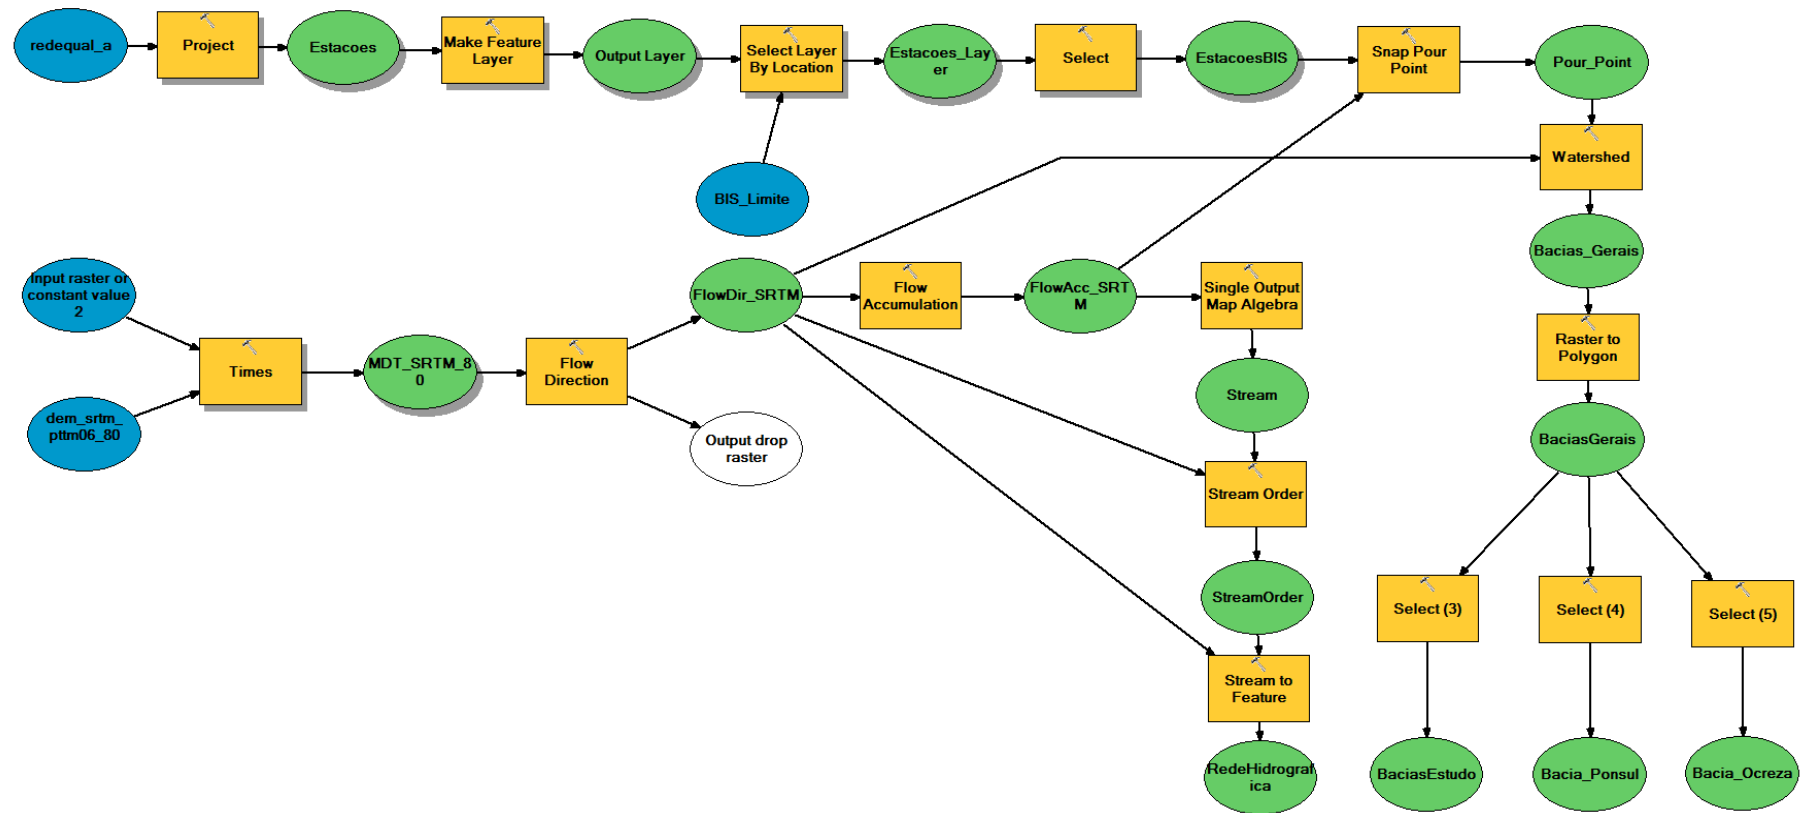 redequal_a
Project
Estacoes
Make Feature
Layer
Output Layer
Select Layer
By Location
Estacoes_Lay
er
Select
EstacoesBIS
Snap Pour
Point
Pour_Point
Watershed
BIS_Limite
Bacias_Gerais
Input raster or
constant value
2
FlowDir_SRTM
Flow
Accumulation
FlowAcc_SRT
M
Single Output
Map Algebra
Raster to
Polygon
Times
MDT_SRTM_8
0
Flow
Direction
Stream
dem_srtm_
pttm06_80
Output drop
raster
BaciasGerais
Stream Order
StreamOrder
Select (3)
Select (4)
Select (5)
Stream to
Feature
RedeHidrograf
ica
BaciasEstudo
Bacia_Ponsul
Bacia_Ocreza